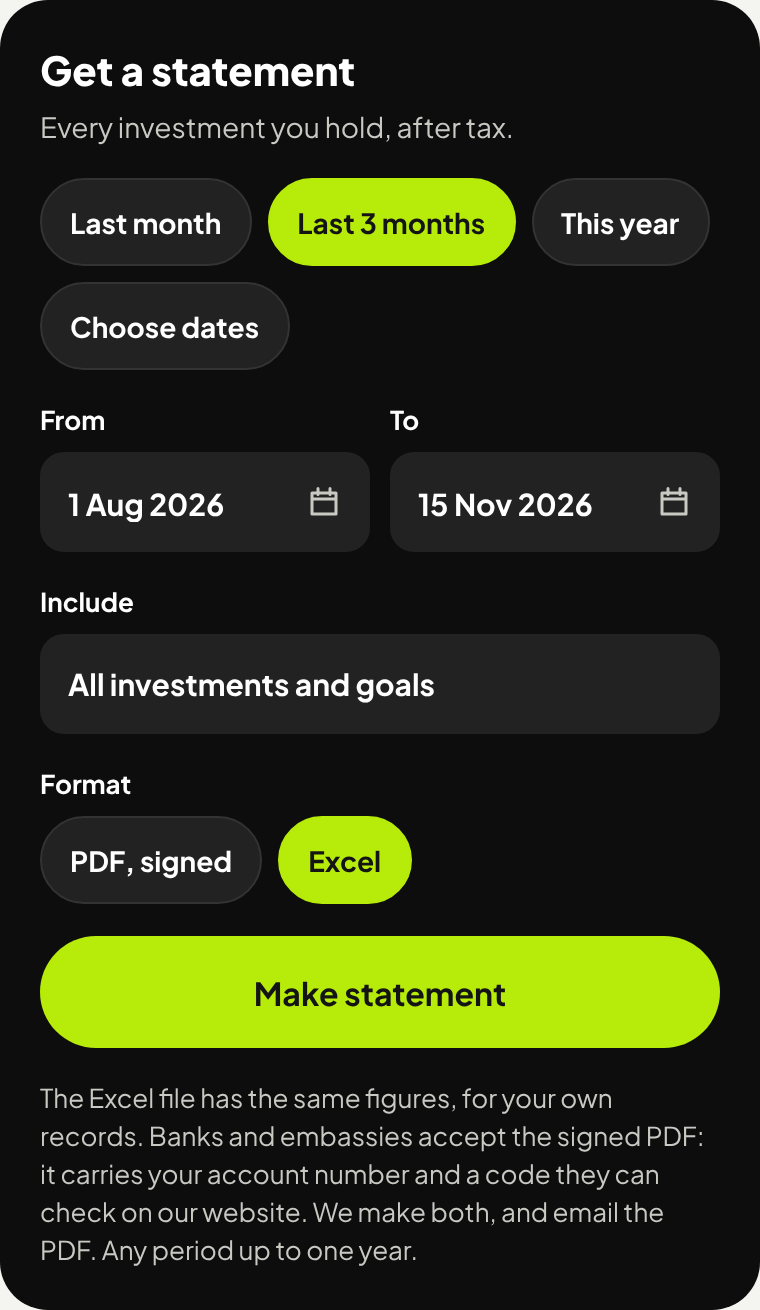 Get a statement
Every investment you hold, after tax.
Last month
Last 3 months
This year
Choose dates
From
To
1 Aug 2026
15 Nov 2026
Include
All investments and goals
Format
PDF, signed
Excel
Make statement
The Excel file has the same figures, for your own
records. Banks and embassies accept the signed PDF:
it carries your account number and a code they can
check on our website. We make both, and email the
PDF. Any period up to one year.